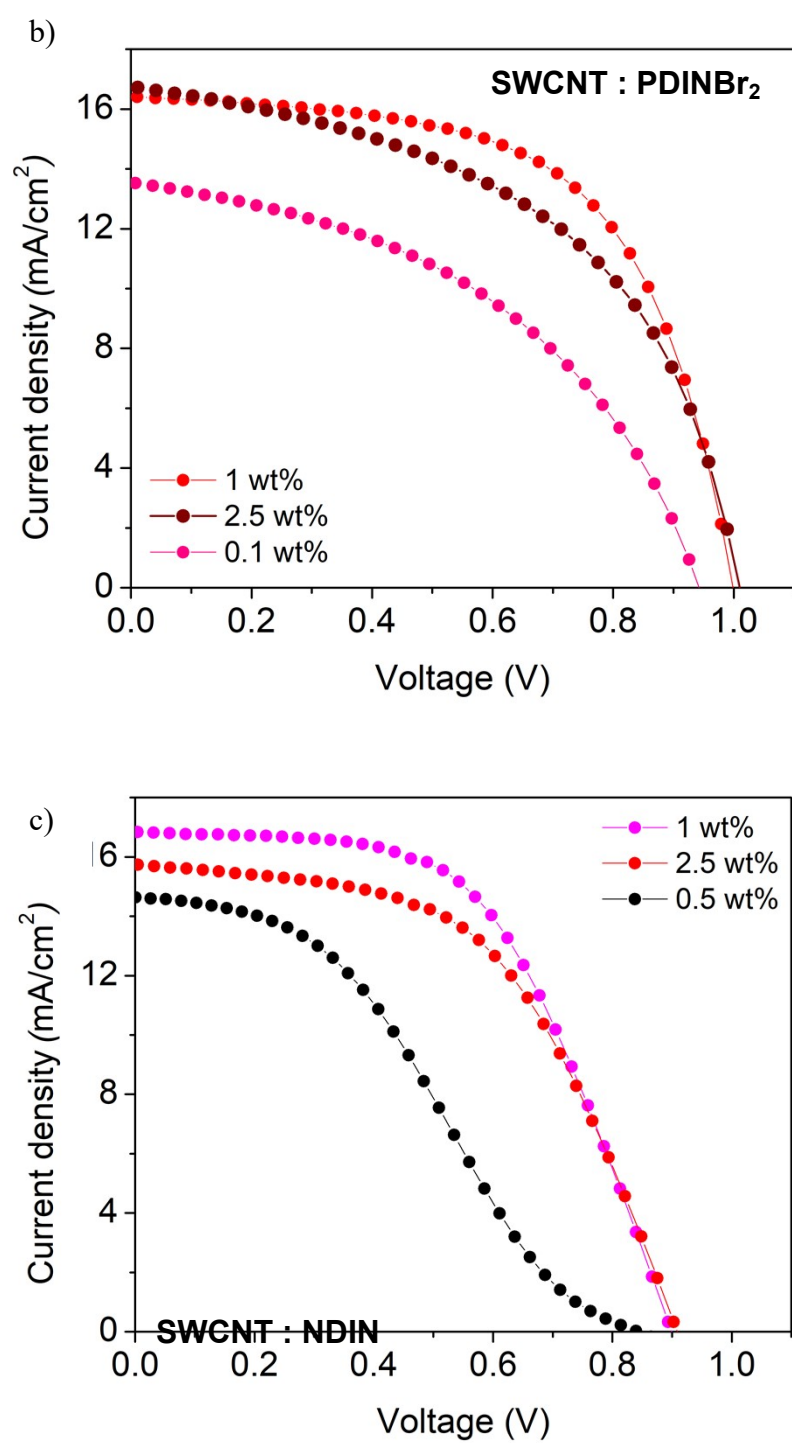 b)
SWCNT : PDINBr₂
16
12
8
4
0
Current density (mA/cm²)
1 wt%
2.5 wt%
0.1 wt%
0.0 0.2 0.4 0.6 0.8 1.0
Voltage (V)
c)
1 wt%
2.5 wt%
0.5 wt%
6
12
8
4
0
Current density (mA/cm²)
SWCNT : NDIN
0.0 0.2 0.4 0.6 0.8 1.0
Voltage (V)